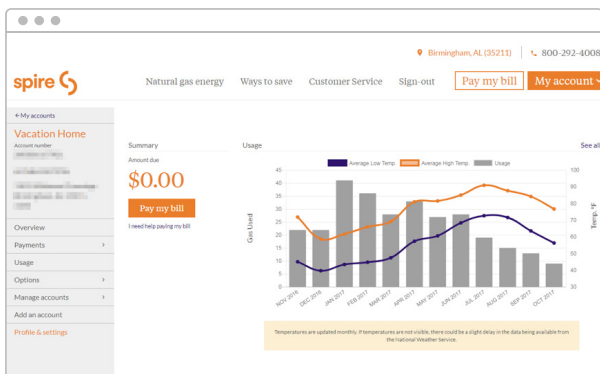 Birmingham, AL (35211) 800-292-4008
spire
Natural gas energy Ways to save Customer Service Sign-out Pay my bill My account
My accounts
Vacation Home
Account number
Overview
Payments
Usage
Options
Manage accounts
Add an account
Profile & settings
Summary
Amount due
$0.00
Pay my bill
I need help paying my bill
Usage
See all
Average Low Temp Average High Temp Usage
Gas Used
45
40
35
30
25
20
15
10
5
0
100
90
80
70
60
50
40
30
Temp, °F
NOV 2016 DEC 2016 JAN 2017 FEB 2017 MAR 2017 APR 2017 MAY 2017 JUN 2017 JUL 2017 AUG 2017 SEP 2017 OCT 2017
Temperatures are updated monthly. If temperatures are not visible, there could be a slight delay in the data being available from
the National Weather Service.